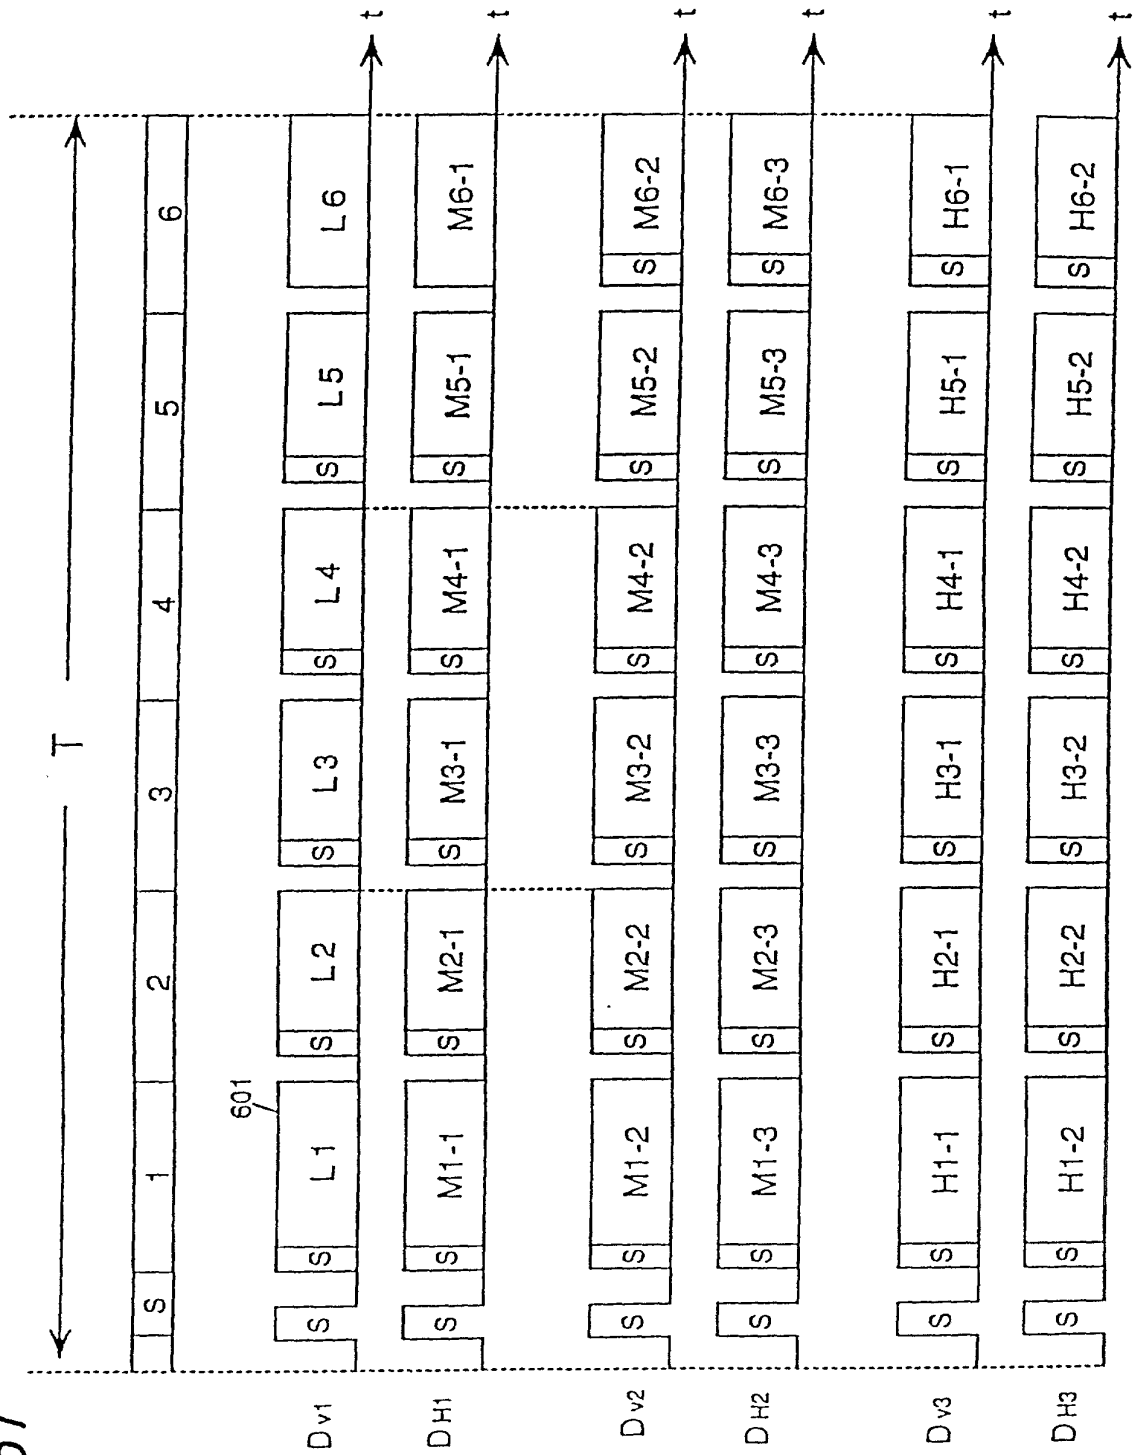 T
S 1 2 3 4 5 6
601
Dv1 S S L1 S L2 S L3 S L4 S L5 L6 t
DH1 S S M1-1 S M2-1 S M3-1 S M4-1 S M5-1 M6-1 t
Dv2 S S M1-2 S M2-2 S M3-2 S M4-2 S M5-2 S M6-2 t
DH2 S S M1-3 S M2-3 S M3-3 S M4-3 S M5-3 S M6-3 t
Dv3 S S H1-1 S H2-1 S H3-1 S H4-1 S H5-1 S H6-1 t
DH3 S S H1-2 S H2-2 S H3-2 S H4-2 S H5-2 S H6-2 t